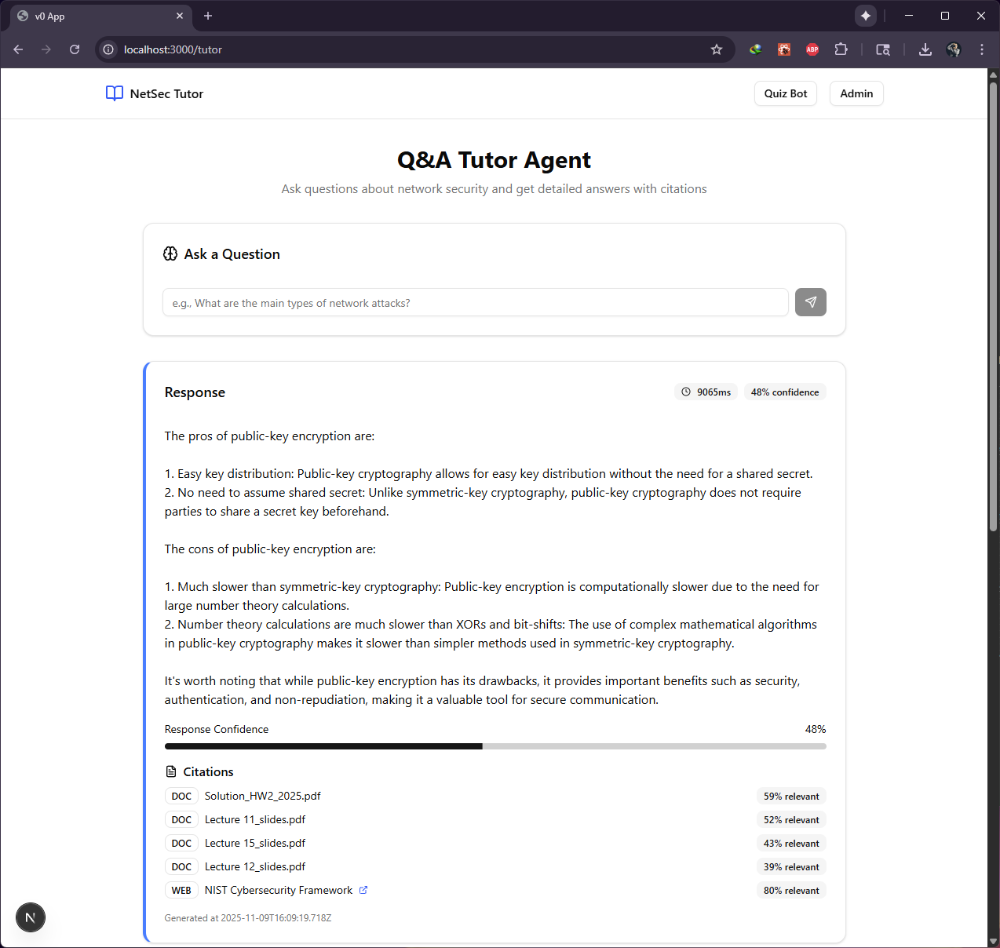 v0 App
localhost:3000/tutor
ABP
NetSec Tutor
Quiz Bot
Admin
Q&A Tutor Agent
Ask questions about network security and get detailed answers with citations
Ask a Question
e.g., What are the main types of network attacks?
Response
9065ms
48% confidence
The pros of public-key encryption are:
1. Easy key distribution: Public-key cryptography allows for easy key distribution without the need for a shared secret.
2. No need to assume shared secret: Unlike symmetric-key cryptography, public-key cryptography does not require
parties to share a secret key beforehand.
The cons of public-key encryption are:
1. Much slower than symmetric-key cryptography: Public-key encryption is computationally slower due to the need for
large number theory calculations.
2. Number theory calculations are much slower than XORs and bit-shifts: The use of complex mathematical algorithms
in public-key cryptography makes it slower than simpler methods used in symmetric-key cryptography.
It's worth noting that while public-key encryption has its drawbacks, it provides important benefits such as security,
authentication, and non-repudiation, making it a valuable tool for secure communication.
Response Confidence
48%
Citations
DOC Solution_HW2_2025.pdf 59% relevant
DOC Lecture 11_slides.pdf 52% relevant
DOC Lecture 15_slides.pdf 43% relevant
DOC Lecture 12_slides.pdf 39% relevant
WEB NIST Cybersecurity Framework 80% relevant
Generated at 2025-11-09T16:09:19.718Z
N